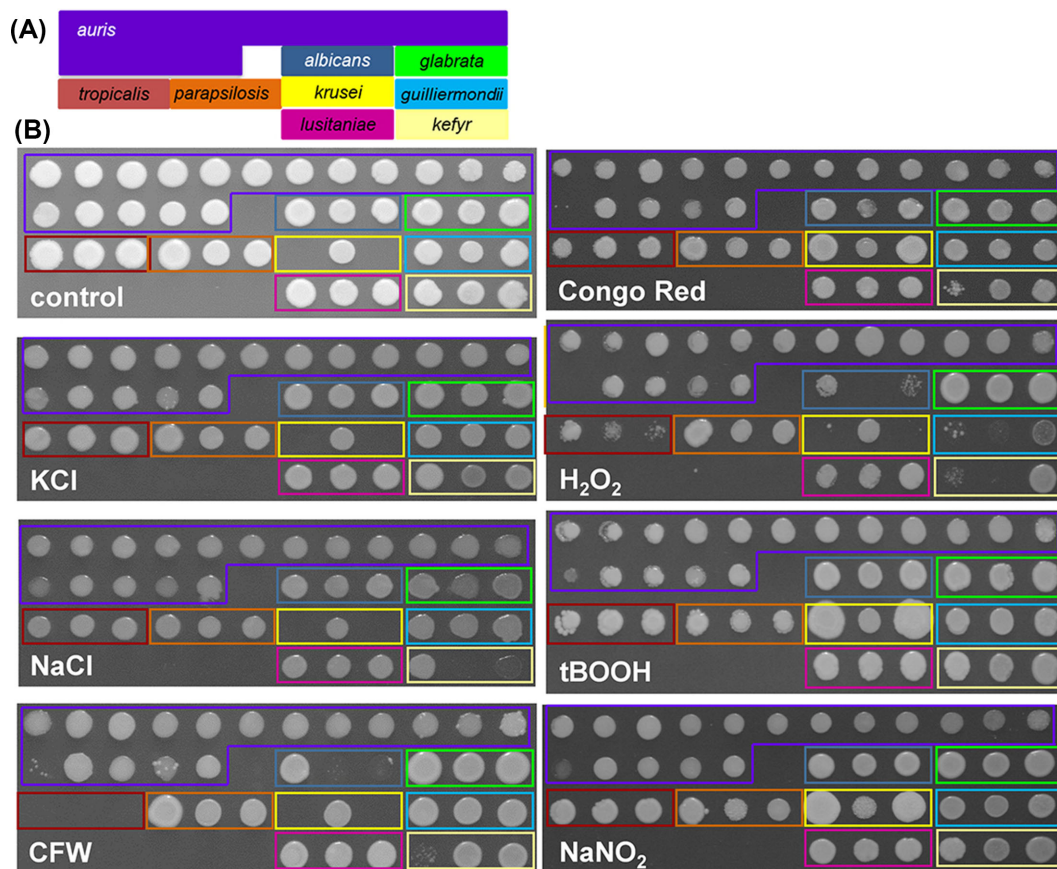 (A)
auris
albicans glabrata
tropicalis parapsilosis krusei guilliermondii
lusitaniae kefyr
(B)
control
Congo Red
KCl
H₂O₂
NaCl
tBOOH
CFW
NaNO₂